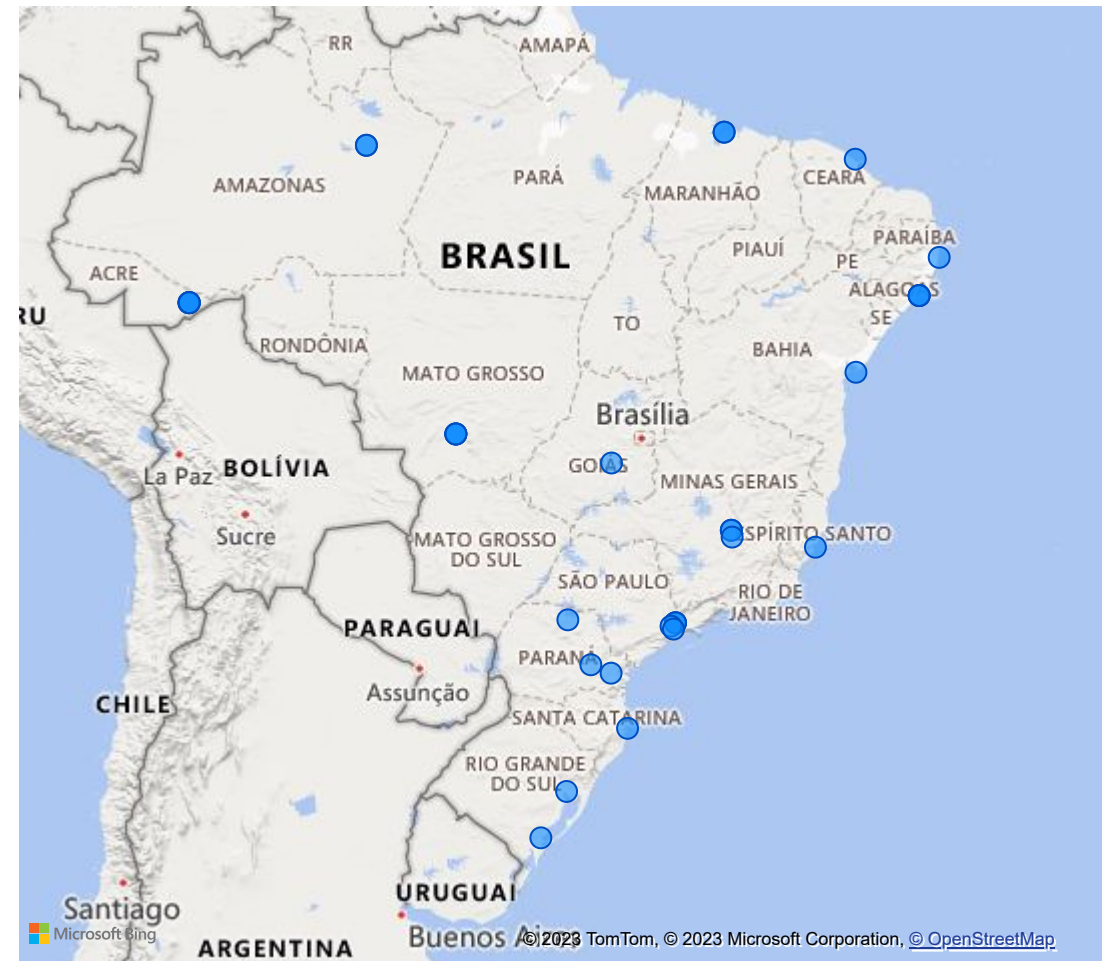 RR
AMAPÁ
AMAZONAS
PARÁ
MARANHÃO
CEARÁ
BRASIL
PIAUÍ
PARAÍBA
PE
ACRE
ALAGOAS
SE
RU
TO
RONDÔNIA
BAHIA
MATO GROSSO
Brasília
GOIÁS
La Paz
BOLÍVIA
MINAS GERAIS
Sucre
MATO GROSSO
DO SUL
SPÍRITO SANTO
SÃO PAULO
RIO DE
JANEIRO
PARAGUAI
PARANÁ
Assunção
CHILE
SANTA CATARINA
RIO GRANDE
DO SUL
URUGUAI
Santiago
Microsoft Bing
Buenos Aires
© 2023 TomTom, © 2023 Microsoft Corporation, © OpenStreetMap
ARGENTINA